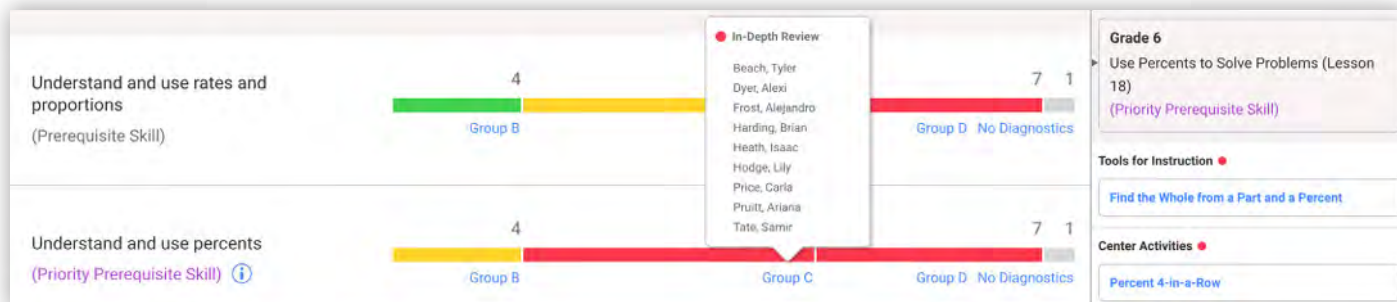 Understand and use rates and
proportions
(Prerequisite Skill)
4
7 1
Group B
Group D No Diagnostics
In-Depth Review
Beach, Tyler
Dyer, Alexi
Frost, Alejandro
Harding, Brian
Heath, Isaac
Hodge, Lily
Price, Carla
Pruitt, Ariana
Tate, Samir
Understand and use percents
(Priority Prerequisite Skill)
4
7 1
Group B
Group C
Group D No Diagnostics
Grade 6
Use Percents to Solve Problems (Lesson
18)
(Priority Prerequisite Skill)
Tools for Instruction
Find the Whole from a Part and a Percent
Center Activities
Percent 4-in-a-Row